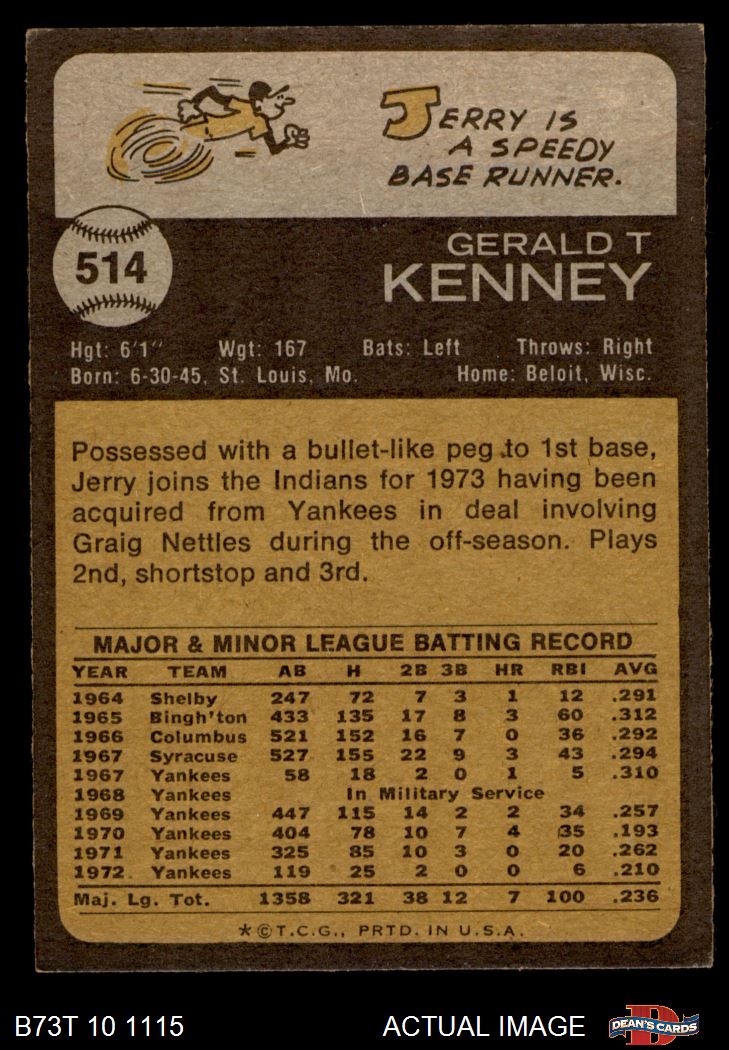 JERRY IS
A SPEEDY
BASE RUNNER.
514
GERALD T
KENNEY
Hgt: 6'1" Wgt: 167 Bats: Left Throws: Right
Born: 6-30-45, St. Louis, Mo. Home: Beloit, Wisc.
Possessed with a bullet-like peg to 1st base,
Jerry joins the Indians for 1973 having been
acquired from Yankees in deal involving
Graig Nettles during the off-season. Plays
2nd, shortstop and 3rd.
MAJOR & MINOR LEAGUE BATTING RECORD
YEAR TEAM AB H 2B 3B HR RBI AVG
1964 Shelby 247 72 7 3 1 12 .291
1965 Bingh'ton 433 135 17 8 3 60 .312
1966 Columbus 521 152 16 7 0 36 .292
1967 Syracuse 527 155 22 9 3 43 .294
1967 Yankees 58 18 2 0 1 5 .310
1968 Yankees In Military Service
1969 Yankees 447 115 14 2 2 34 .257
1970 Yankees 404 78 10 7 4 35 .193
1971 Yankees 325 85 10 3 0 20 .262
1972 Yankees 119 25 2 0 0 6 .210
Maj. Lg. Tot. 1358 321 38 12 7 100 .236
*©T.C.G., PRTD. IN U.S.A.
B73T 10 1115 ACTUAL IMAGE DEAN'S CARDS